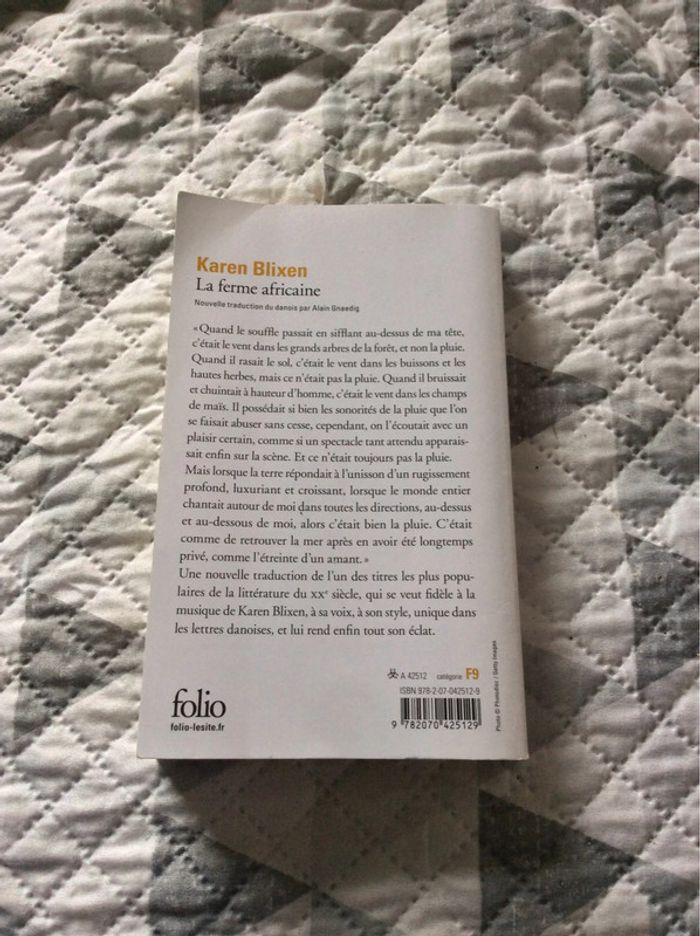 Karen Blixen
La ferme africaine
Nouvelle traduction du danois par Alain Gnaedig
« Quand le souffle passait en sifflant au-dessus de ma tête,
c'était le vent dans les grands arbres de la forêt, et non la pluie.
Quand il rasait le sol, c'était le vent dans les buissons et les
hautes herbes, mais ce n'était pas la pluie. Quand il bruissait
et chuintait à hauteur d'homme, c'était le vent dans les champs
de maïs. Il possédait si bien les sonorités de la pluie que l'on
se faisait abuser sans cesse, cependant, on l'écoutait avec un
plaisir certain, comme si un spectacle tant attendu apparais-
sait enfin sur la scène. Et ce n'était toujours pas la pluie.
Mais lorsque la terre répondait à l'unisson d'un rugissement
profond, luxuriant et croissant, lorsque le monde entier
chantait autour de moi dans toutes les directions, au-dessus
et au-dessous de moi, alors c'était bien la pluie. C'était
comme de retrouver la mer après en avoir été longtemps
privé, comme l'étreinte d'un amant. »
Une nouvelle traduction de l'un des titres les plus popu-
laires de la littérature du XXe siècle, qui se veut fidèle à la
musique de Karen Blixen, à sa voix, à son style, unique dans
les lettres danoises, et lui rend enfin tout son éclat.
A 42512 catégorie F9
ISBN 978-2-07-042512-9
9 782070 425129
folio
folio-lesite.fr
Photo © Photodisc / Getty Images